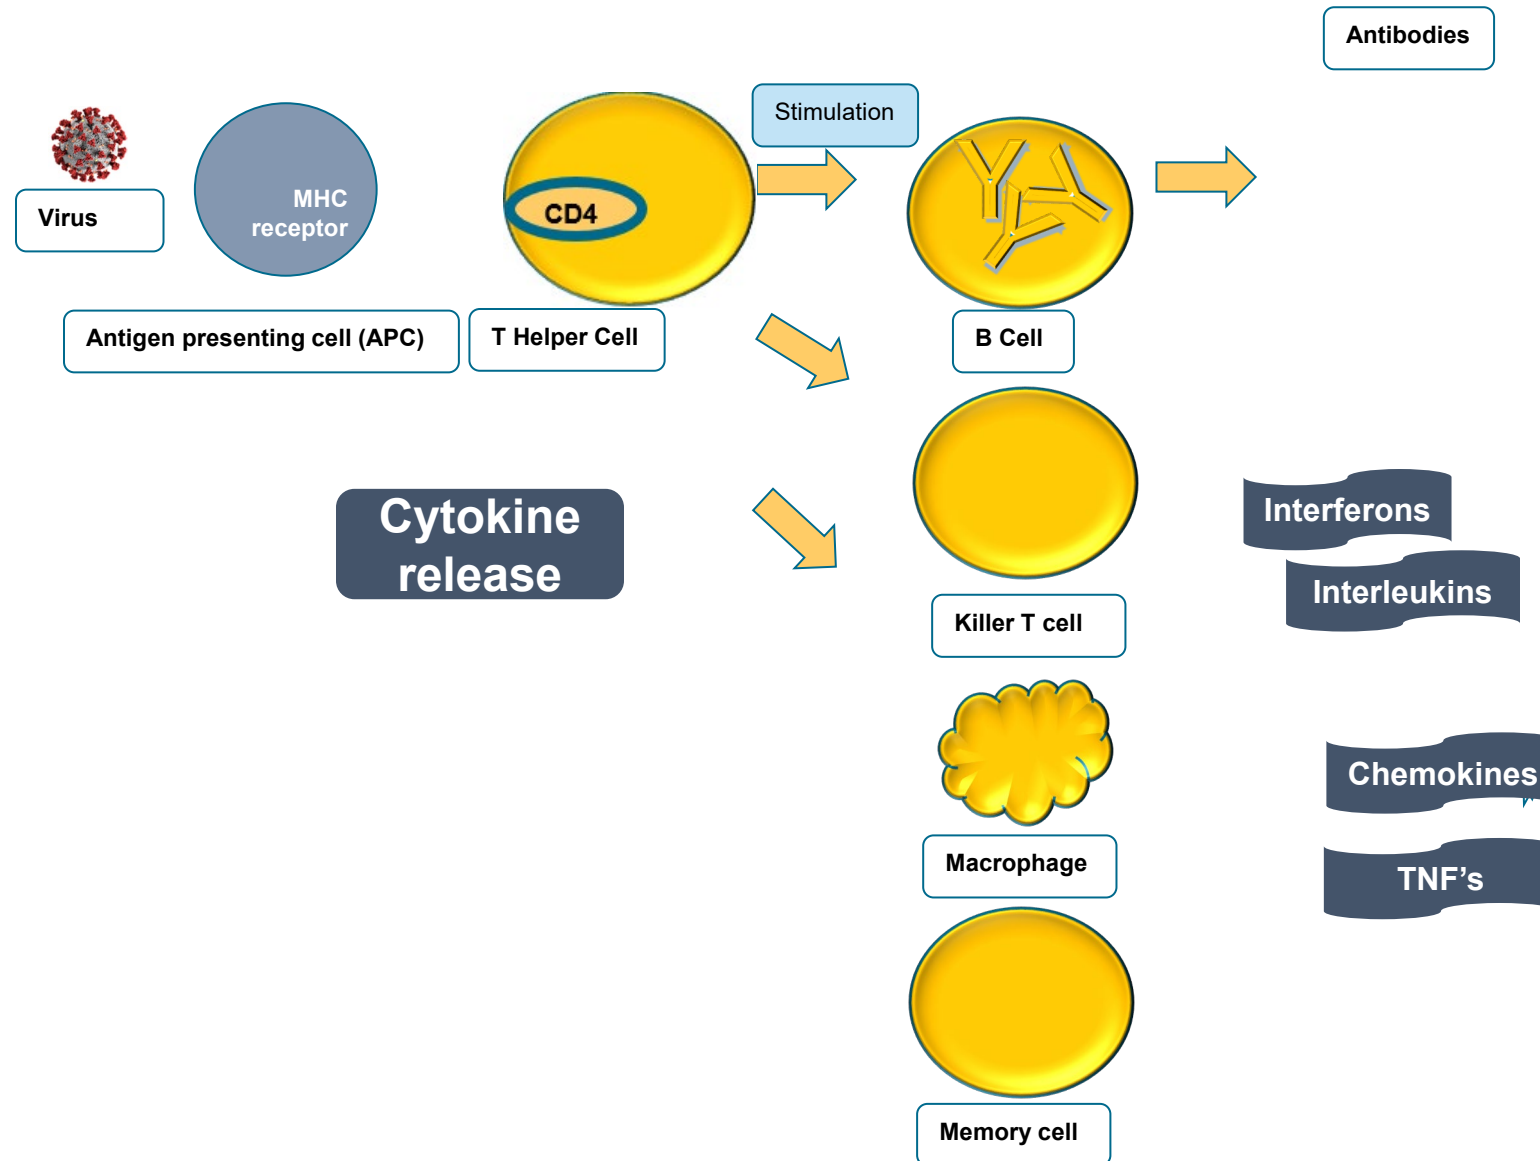 Antibodies
Stimulation
Virus
MHC
receptor
CD4
Antigen presenting cell (APC)
T Helper Cell
B Cell
Cytokine
release
Interferons
Interleukins
Killer T cell
Chemokines
Macrophage
TNF’s
Memory cell